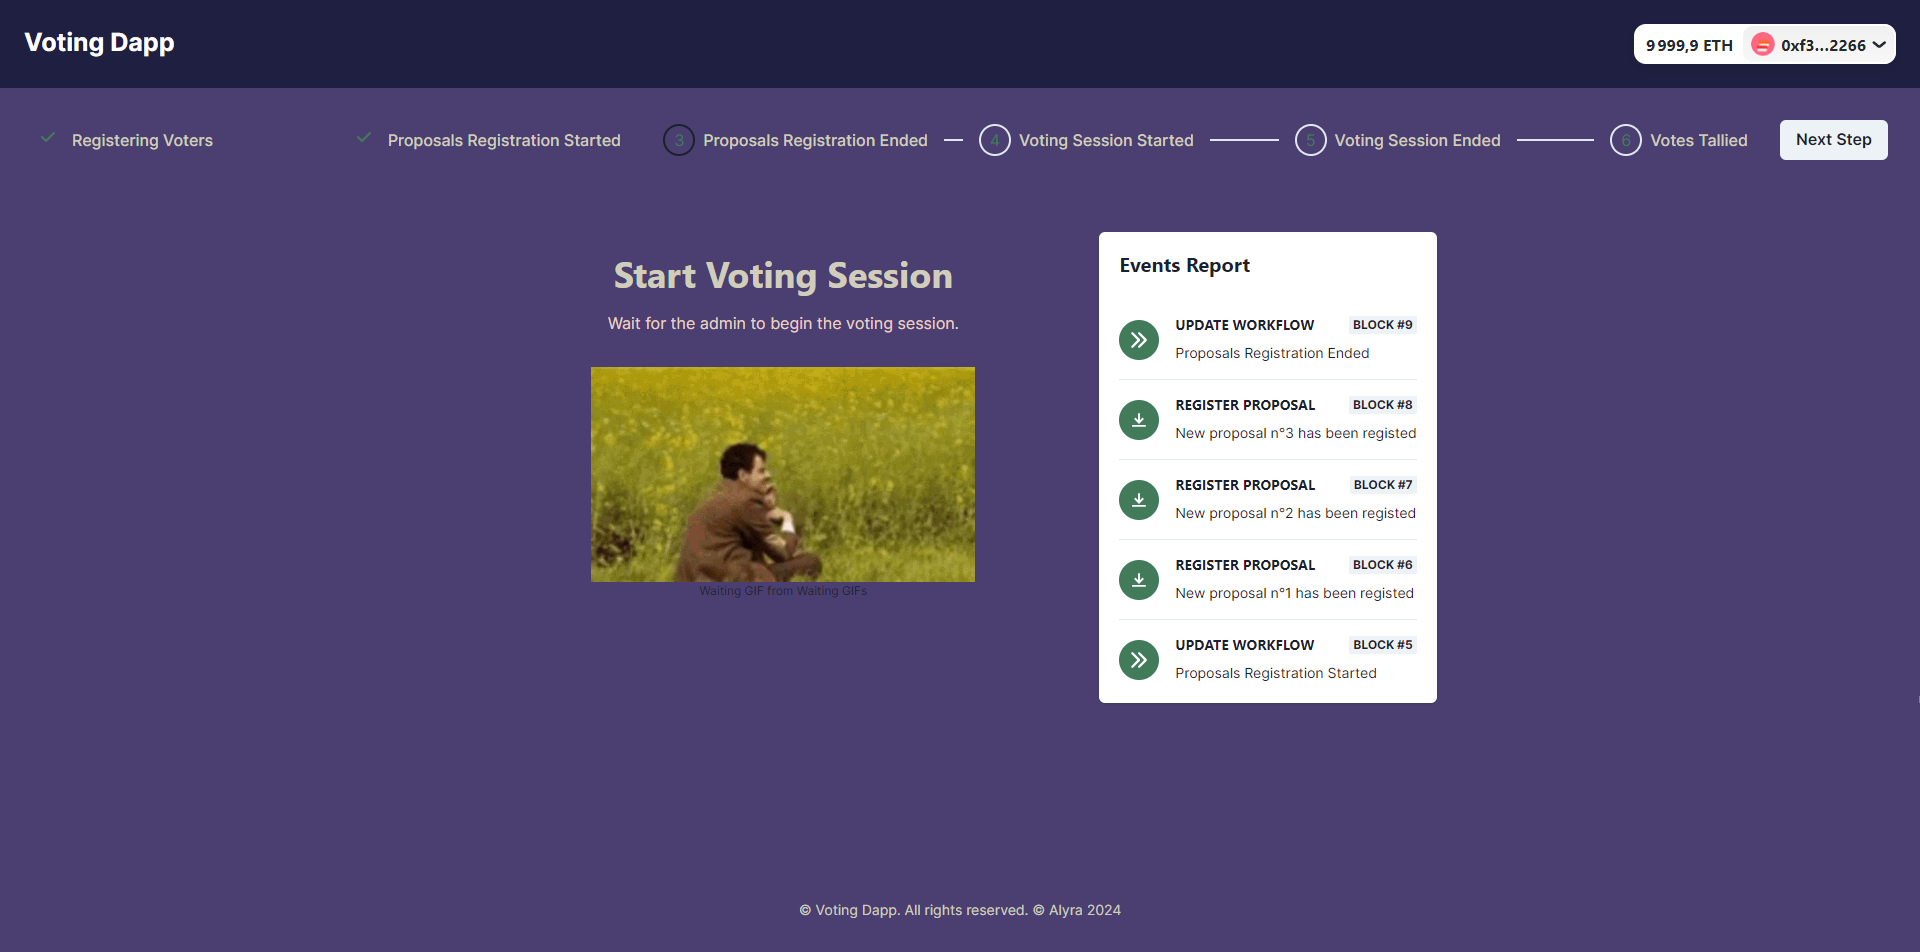 Voting Dapp
9 999,9 ETH
0xf3...2266
Registering Voters
Proposals Registration Started
3 Proposals Registration Ended
4 Voting Session Started
5 Voting Session Ended
6 Votes Tallied
Next Step
Start Voting Session
Wait for the admin to begin the voting session.
Waiting GIF from Waiting GIFs
Events Report
UPDATE WORKFLOW BLOCK #9
Proposals Registration Ended
REGISTER PROPOSAL BLOCK #8
New proposal n°3 has been registed
REGISTER PROPOSAL BLOCK #7
New proposal n°2 has been registed
REGISTER PROPOSAL BLOCK #6
New proposal n°1 has been registed
UPDATE WORKFLOW BLOCK #5
Proposals Registration Started
© Voting Dapp. All rights reserved. © Alyra 2024